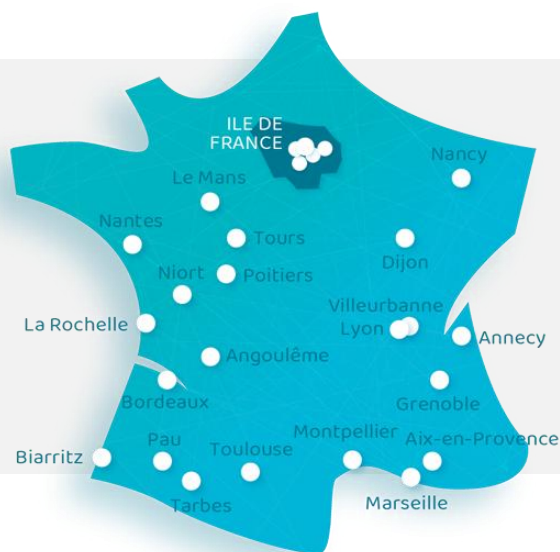 ILE DE
FRANCE
Nancy
Le Mans
Nantes
Tours
Dijon
Niort
Poitiers
Villeurbanne
La Rochelle
Lyon
Annecy
Angoulême
Bordeaux
Grenoble
Montpellier
Aix-en-Provence
Pau
Toulouse
Biarritz
Tarbes
Marseille